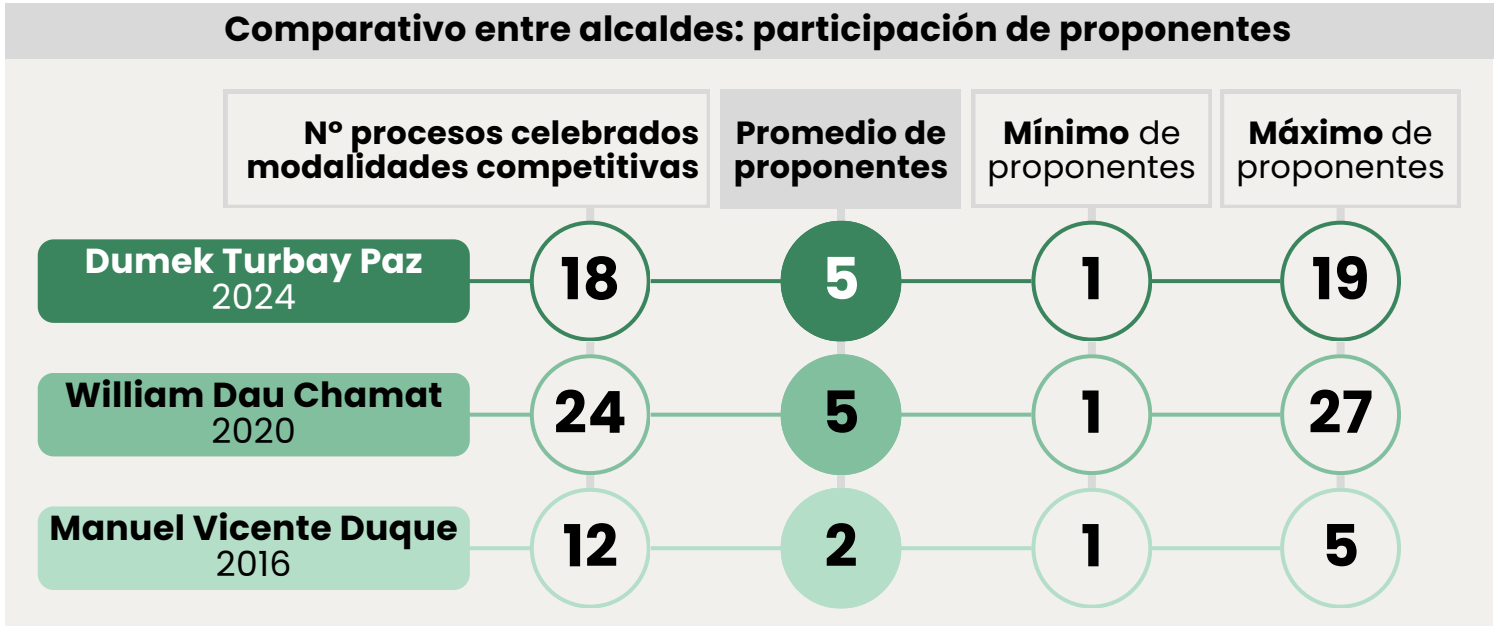 Comparativo entre alcaldes: participación de proponentes
N° procesos celebrados
modalidades competitivas
Promedio de
proponentes
Mínimo de
proponentes
Máximo de
proponentes
Dumek Turbay Paz
2024
18
5
1
19
William Dau Chamat
2020
24
5
1
27
Manuel Vicente Duque
2016
12
2
1
5